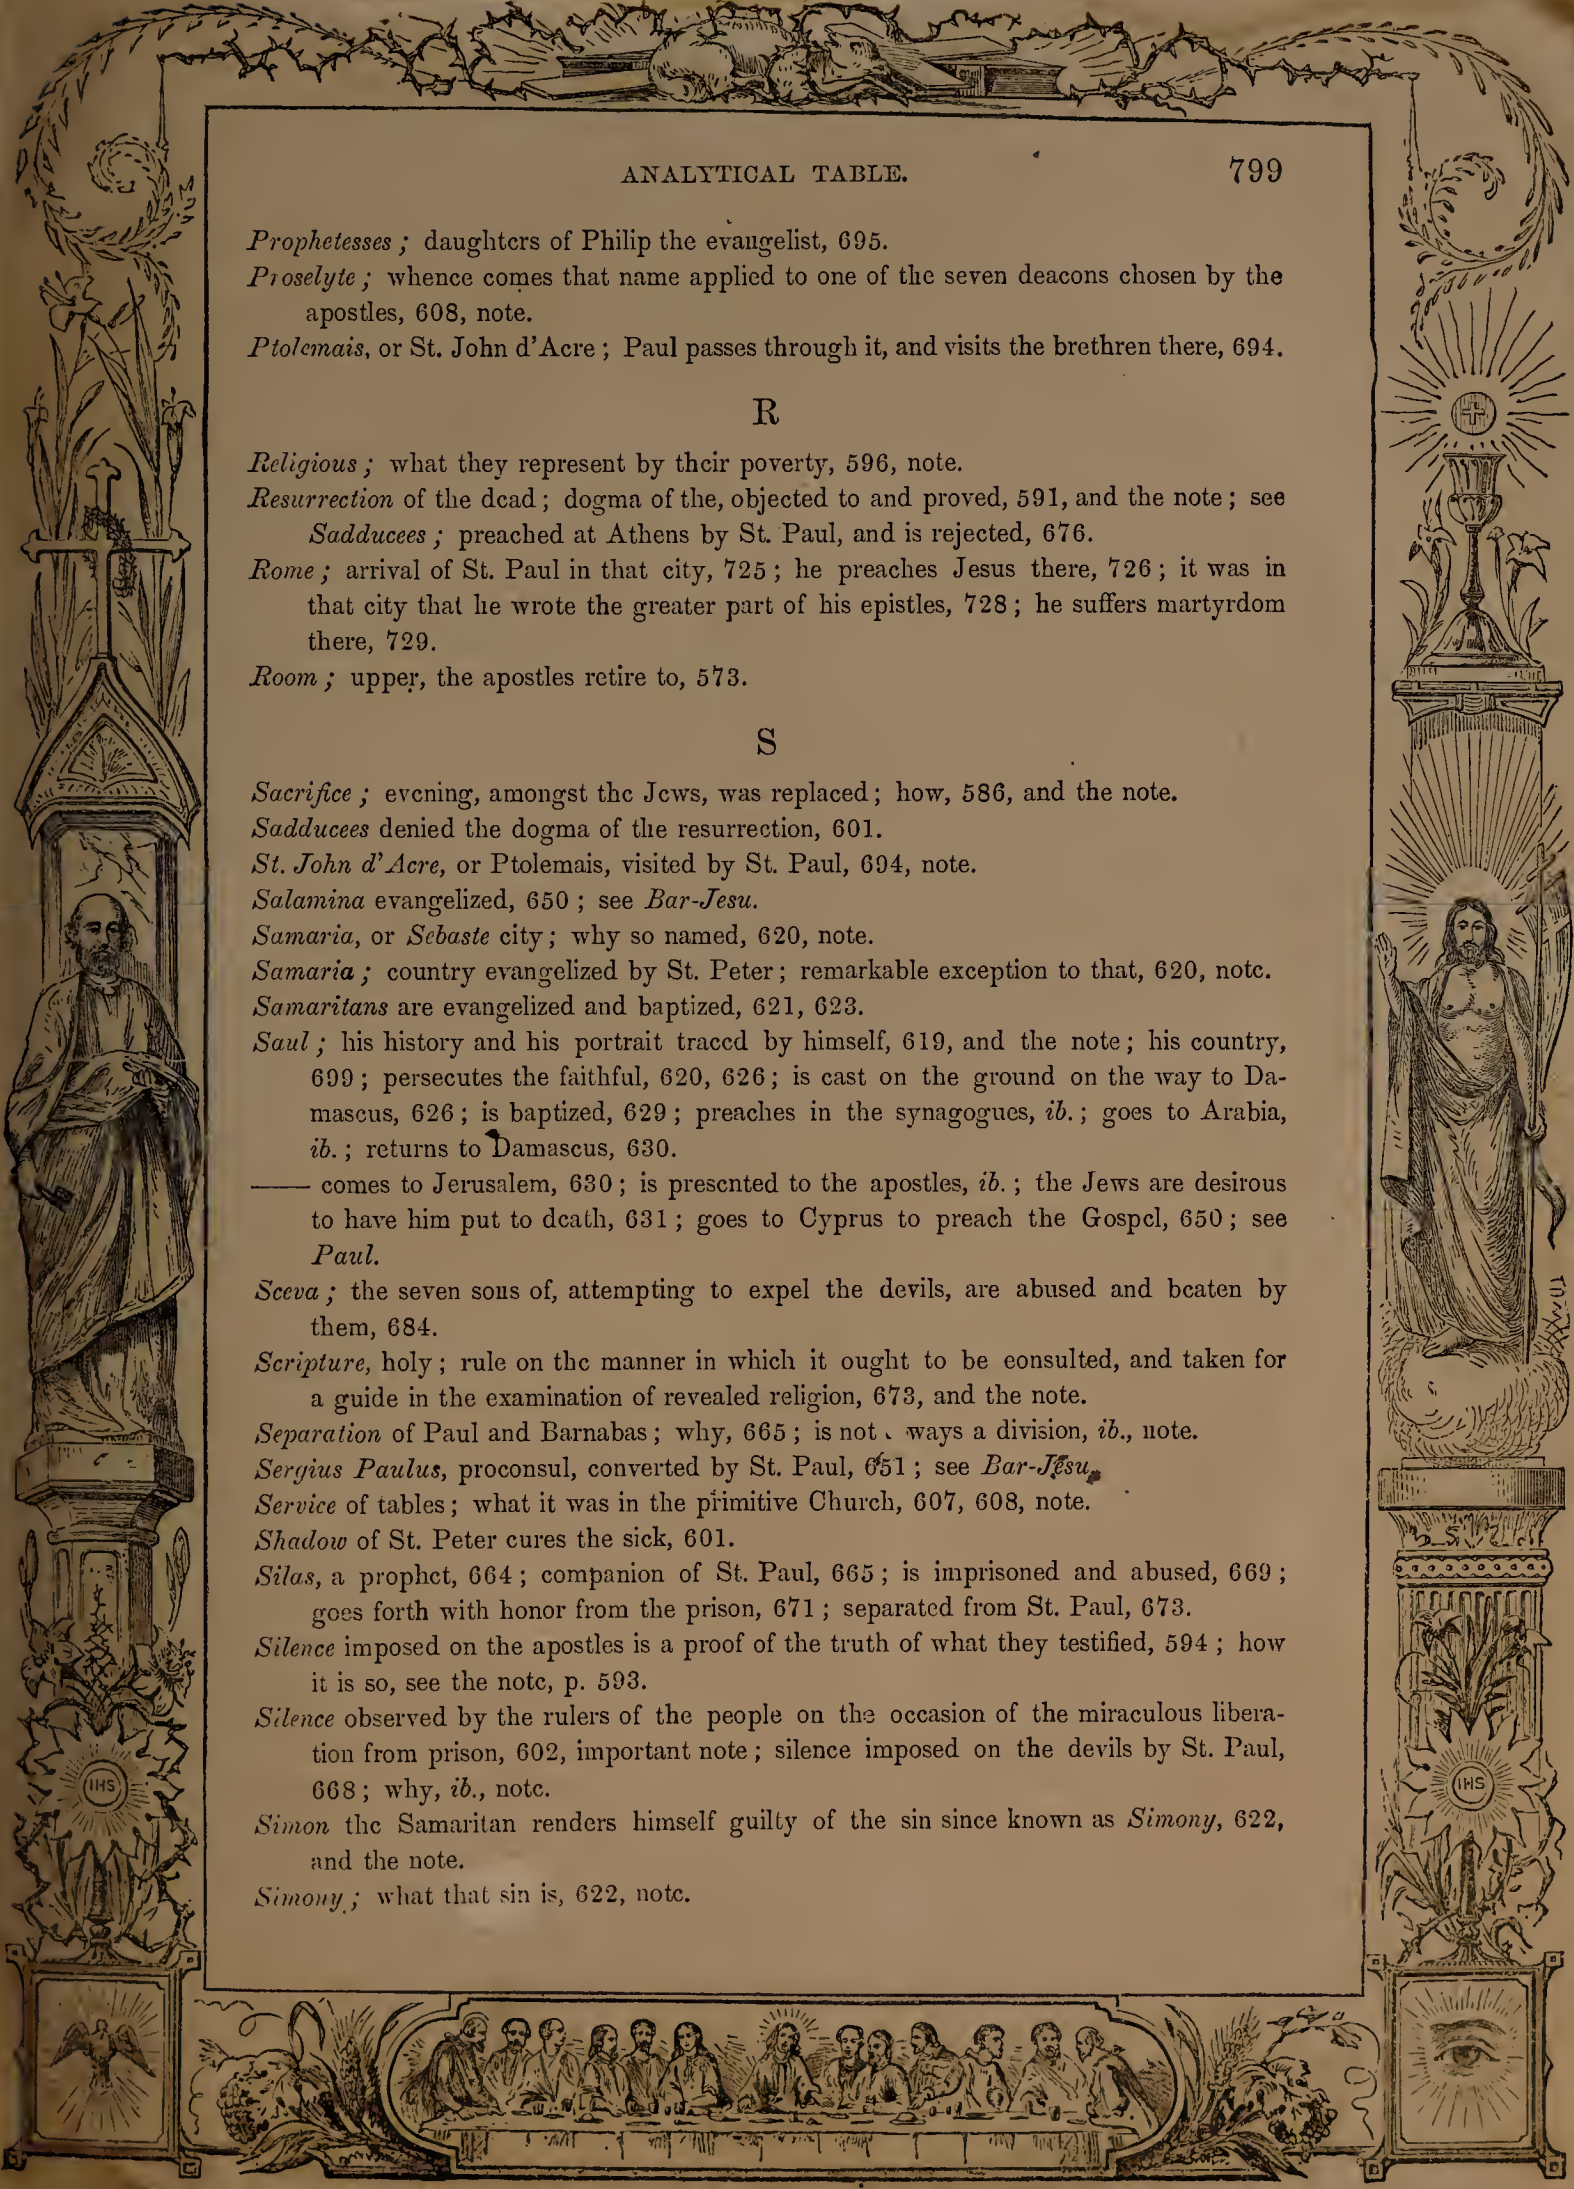 ANALYTICAL TABLE. 799
Prophetesses ; daughters of Philip the evangelist, 695.
Proselyte ; whence comes that name applied to one of the seven deacons chosen by the
apostles, 608, note.
Ptolemais, or St. John d'Acre ; Paul passes through it, and visits the brethren there, 694.
R
Religious ; what they represent by their poverty, 596, note.
Resurrection of the dead ; dogma of the, objected to and proved, 591, and the note ; see
Sadducees ; preached at Athens by St. Paul, and is rejected, 676.
Rome ; arrival of St. Paul in that city, 725 ; he preaches Jesus there, 726 ; it was in
that city that he wrote the greater part of his epistles, 728 ; he suffers martyrdom
there, 729.
Room ; upper, the apostles retire to, 573.
S
Sacrifice ; evening, amongst the Jews, was replaced ; how, 586, and the note.
Sadducees denied the dogma of the resurrection, 601.
St. John d'Acre, or Ptolemais, visited by St. Paul, 694, note.
Salamina evangelized, 650 ; see Bar-Jesu.
Samaria, or Sebaste city ; why so named, 620, note.
Samaria ; country evangelized by St. Peter ; remarkable exception to that, 620, note.
Samaritans are evangelized and baptized, 621, 623.
Saul ; his history and his portrait traced by himself, 619, and the note ; his country,
699 ; persecutes the faithful, 620, 626 ; is cast on the ground on the way to Da-
mascus, 626 ; is baptized, 629 ; preaches in the synagogues, ib. ; goes to Arabia,
ib. ; returns to Damascus, 630.
—— comes to Jerusalem, 630 ; is presented to the apostles, ib. ; the Jews are desirous
to have him put to death, 631 ; goes to Cyprus to preach the Gospel, 650 ; see
Paul.
Sceva ; the seven sons of, attempting to expel the devils, are abused and beaten by
them, 684.
Scripture, holy ; rule on the manner in which it ought to be consulted, and taken for
a guide in the examination of revealed religion, 673, and the note.
Separation of Paul and Barnabas ; why, 665 ; is not ways a division, ib., note.
Sergius Paulus, proconsul, converted by St. Paul, 651 ; see Bar-Jesu.
Service of tables ; what it was in the primitive Church, 607, 608, note.
Shadow of St. Peter cures the sick, 601.
Silas, a prophet, 664 ; companion of St. Paul, 665 ; is imprisoned and abused, 669 ;
goes forth with honor from the prison, 671 ; separated from St. Paul, 673.
Silence imposed on the apostles is a proof of the truth of what they testified, 594 ; how
it is so, see the note, p. 593.
Silence observed by the rulers of the people on the occasion of the miraculous libera-
tion from prison, 602, important note ; silence imposed on the devils by St. Paul,
668 ; why, ib., note.
Simon the Samaritan renders himself guilty of the sin since known as Simony, 622,
and the note.
Simony ; what that sin is, 622, note.
IHS
IHS